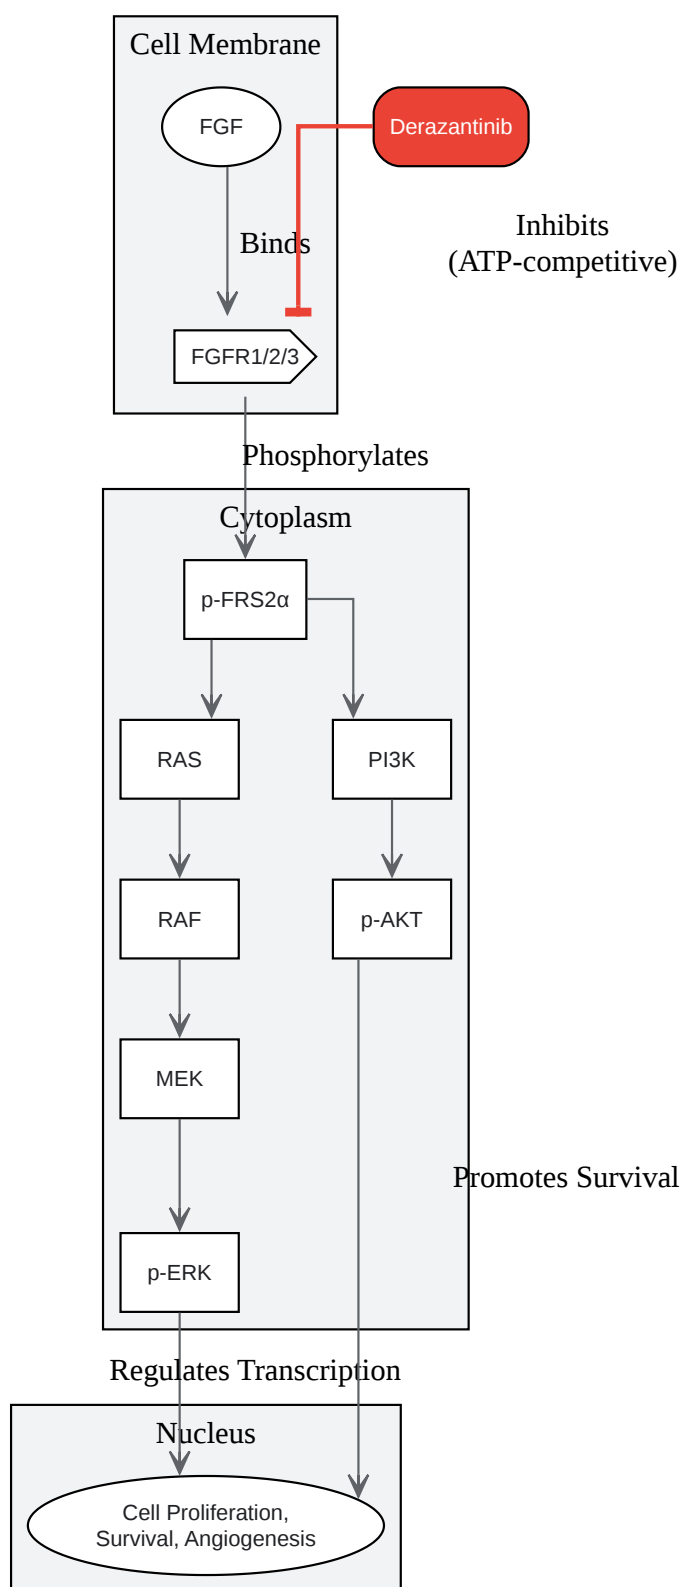 Cell Membrane
FGF
Derazantinib
Binds
Inhibits
(ATP-competitive)
FGFR1/2/3
Phosphorylates
Cytoplasm
p-FRS2α
RAS
PI3K
RAF
p-AKT
MEK
Promotes Survival
p-ERK
Regulates Transcription
Nucleus
Cell Proliferation,
Survival, Angiogenesis